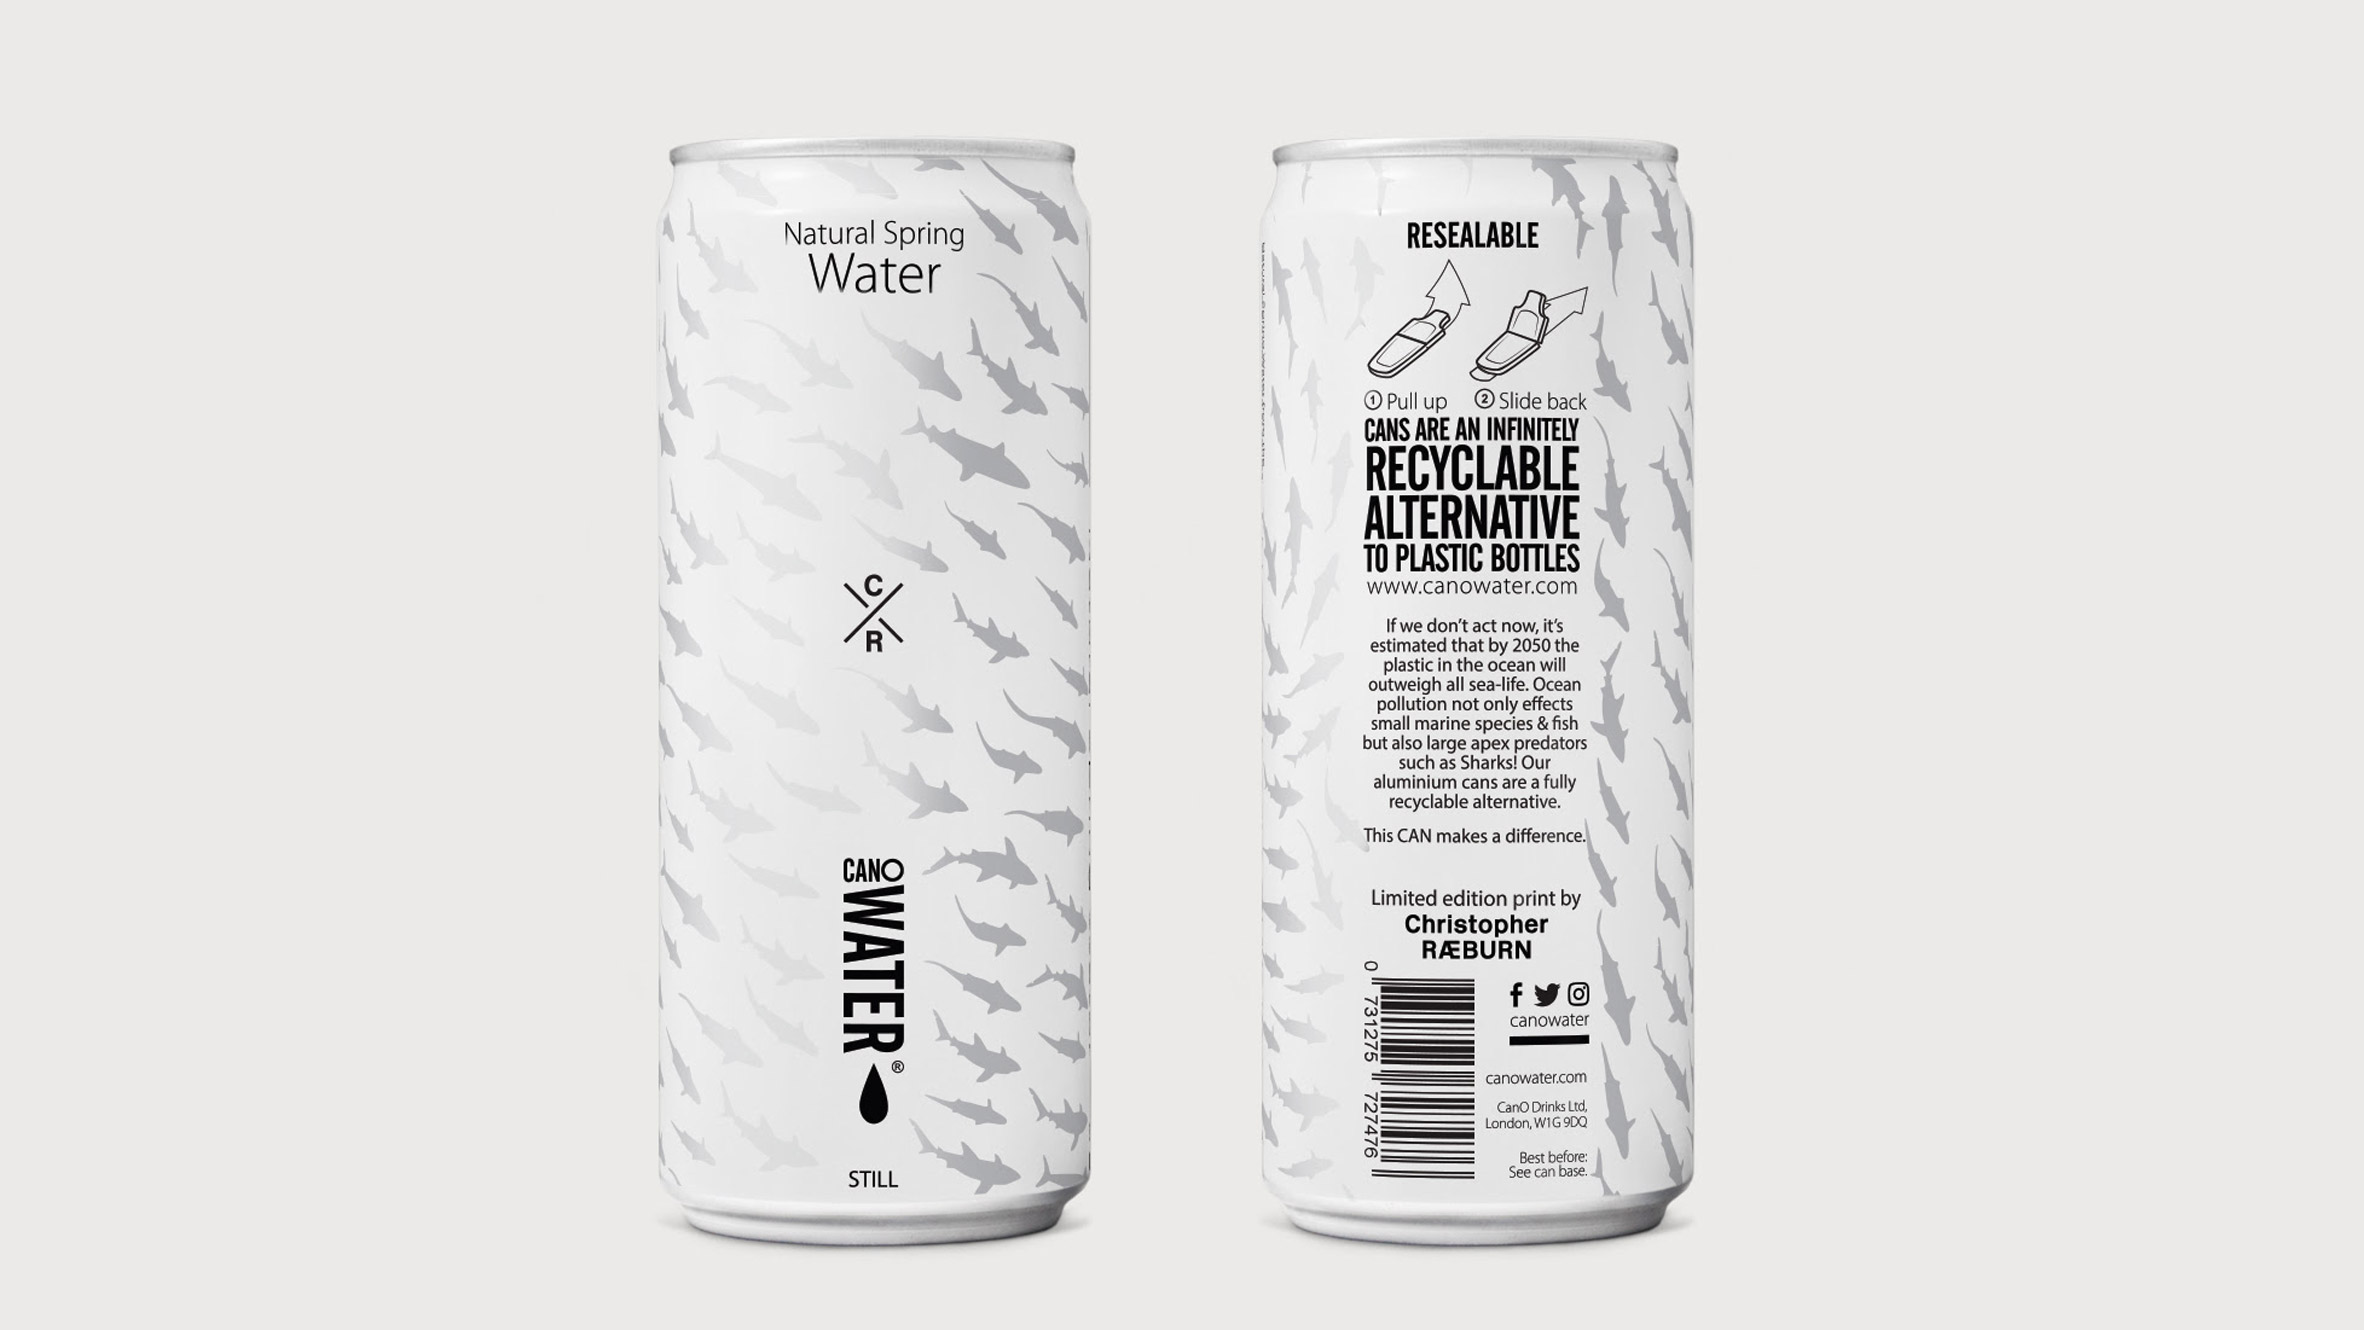 Natural Spring
Water
C
R
CANO
WATER
®
STILL
RESEALABLE
1 Pull up 2 Slide back
CANS ARE AN INFINITELY
RECYCLABLE
ALTERNATIVE
TO PLASTIC BOTTLES
www.canowater.com
If we don't act now, it's
estimated that by 2050 the
plastic in the ocean will
outweigh all sea-life. Ocean
pollution not only effects
small marine species & fish
but also large apex predators
such as Sharks! Our
aluminium cans are a fully
recyclable alternative.
This CAN makes a difference.
Limited edition print by
Christopher
RÆBURN
0 731275 727476
canowater
canowater.com
CanO Drinks Ltd,
London, W1G 9DQ
Best before:
See can base.